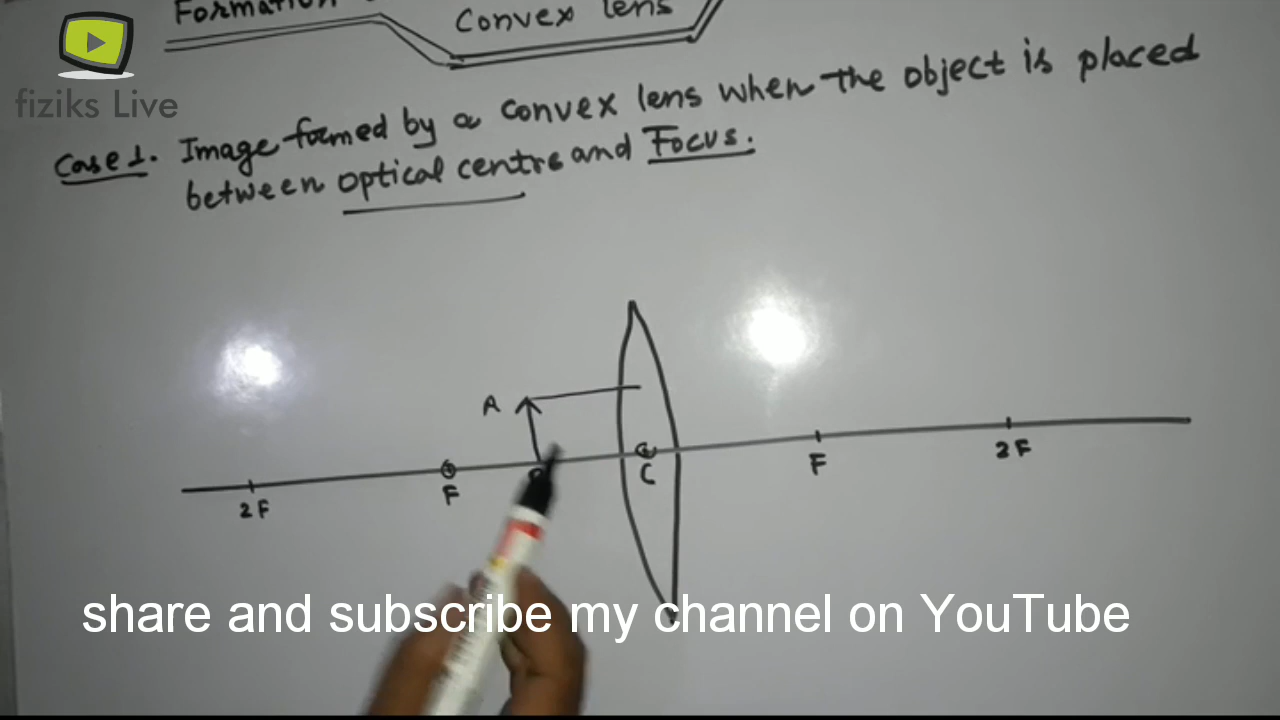 Formation
Convex lens
fiziks Live
Case 1. Image formed by a convex lens when the object is placed
between optical centre and Focus.
A
2F
F
C
F
2F
share and subscribe my channel on YouTube